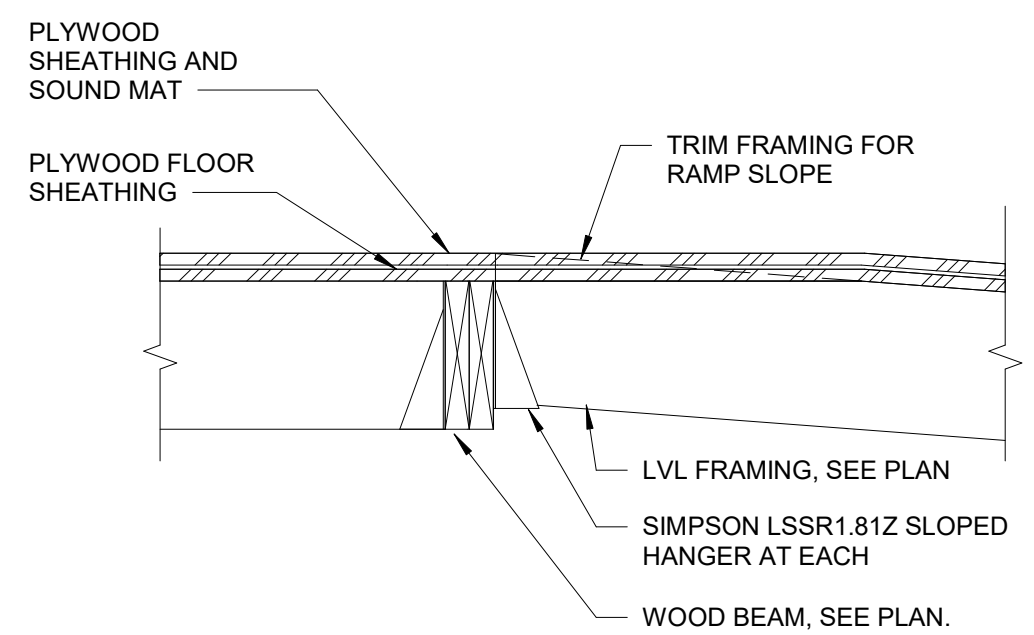 PLYWOOD
SHEATHING AND
SOUND MAT
PLYWOOD FLOOR
SHEATHING
TRIM FRAMING FOR
RAMP SLOPE
LVL FRAMING, SEE PLAN
SIMPSON LSSR1.81Z SLOPED
HANGER AT EACH
WOOD BEAM, SEE PLAN.